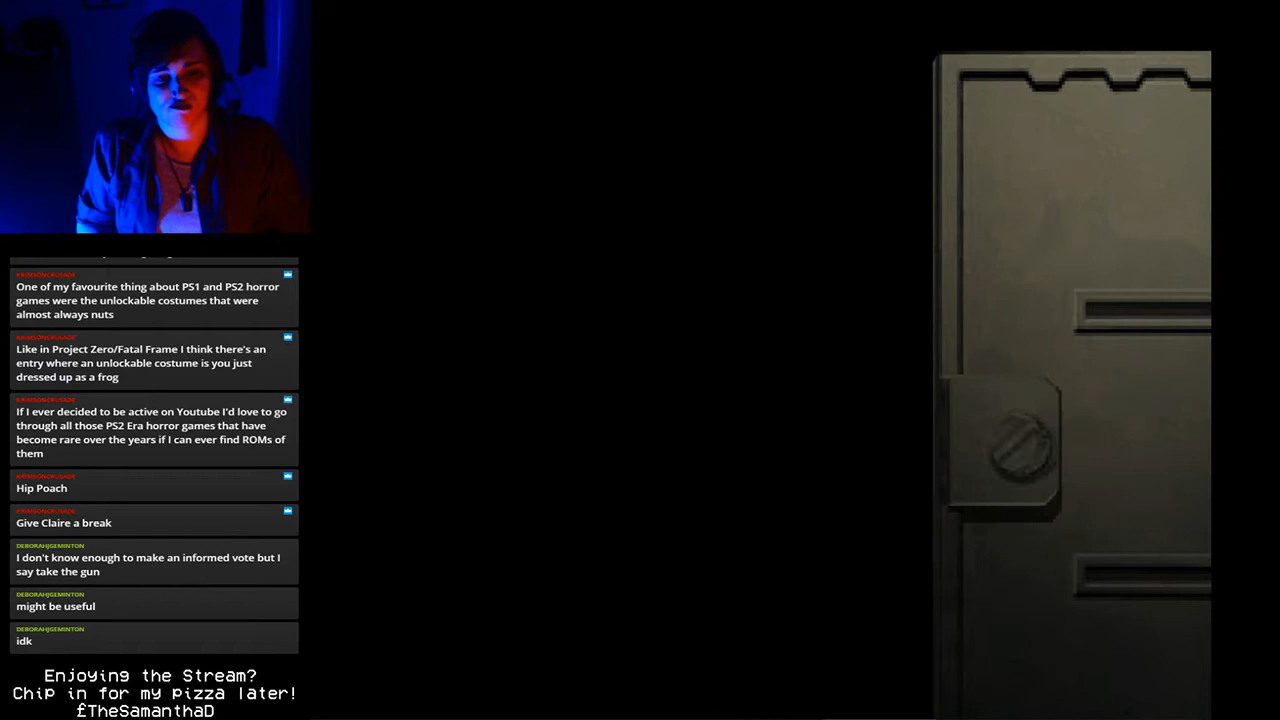 KRIMSONCRUSADE
One of my favourite thing about PS1 and PS2 horror
games were the unlockable costumes that were
almost always nuts
KRIMSONCRUSADE
Like in Project Zero/Fatal Frame I think there's an
entry where an unlockable costume is you just
dressed up as a frog
KRIMSONCRUSADE
If I ever decided to be active on Youtube I'd love to go
through all those PS2 Era horror games that have
become rare over the years if I can ever find ROMs of
them
KRIMSONCRUSADE
Hip Poach
KRIMSONCRUSADE
Give Claire a break
DEBORAHJGEMINTON
I don't know enough to make an informed vote but I
say take the gun
DEBORAHJGEMINTON
might be useful
DEBORAHJGEMINTON
idk
Enjoying the Stream?
Chip in for my pizza later!
£TheSamanthaD